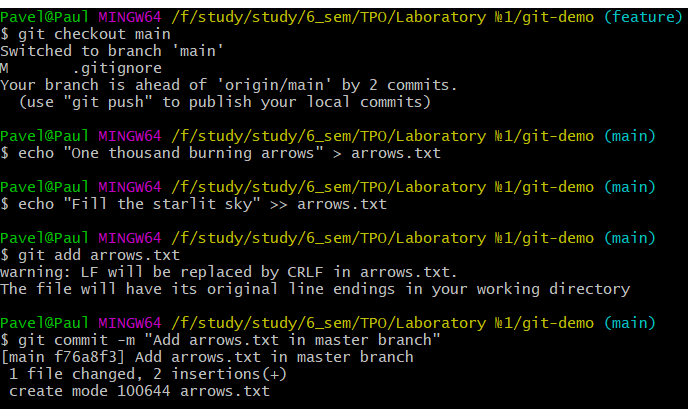 Pavel@Paul MINGW64 /f/study/study/6_sem/TPO/Laboratory №1/git-demo (feature)
$ git checkout main
Switched to branch 'main'
M       .gitignore
Your branch is ahead of 'origin/main' by 2 commits.
  (use "git push" to publish your local commits)
Pavel@Paul MINGW64 /f/study/study/6_sem/TPO/Laboratory №1/git-demo (main)
$ echo "One thousand burning arrows" > arrows.txt
Pavel@Paul MINGW64 /f/study/study/6_sem/TPO/Laboratory №1/git-demo (main)
$ echo "Fill the starlit sky" >> arrows.txt
Pavel@Paul MINGW64 /f/study/study/6_sem/TPO/Laboratory №1/git-demo (main)
$ git add arrows.txt
warning: LF will be replaced by CRLF in arrows.txt.
The file will have its original line endings in your working directory
Pavel@Paul MINGW64 /f/study/study/6_sem/TPO/Laboratory №1/git-demo (main)
$ git commit -m "Add arrows.txt in master branch"
[main f76a8f3] Add arrows.txt in master branch
 1 file changed, 2 insertions(+)
 create mode 100644 arrows.txt